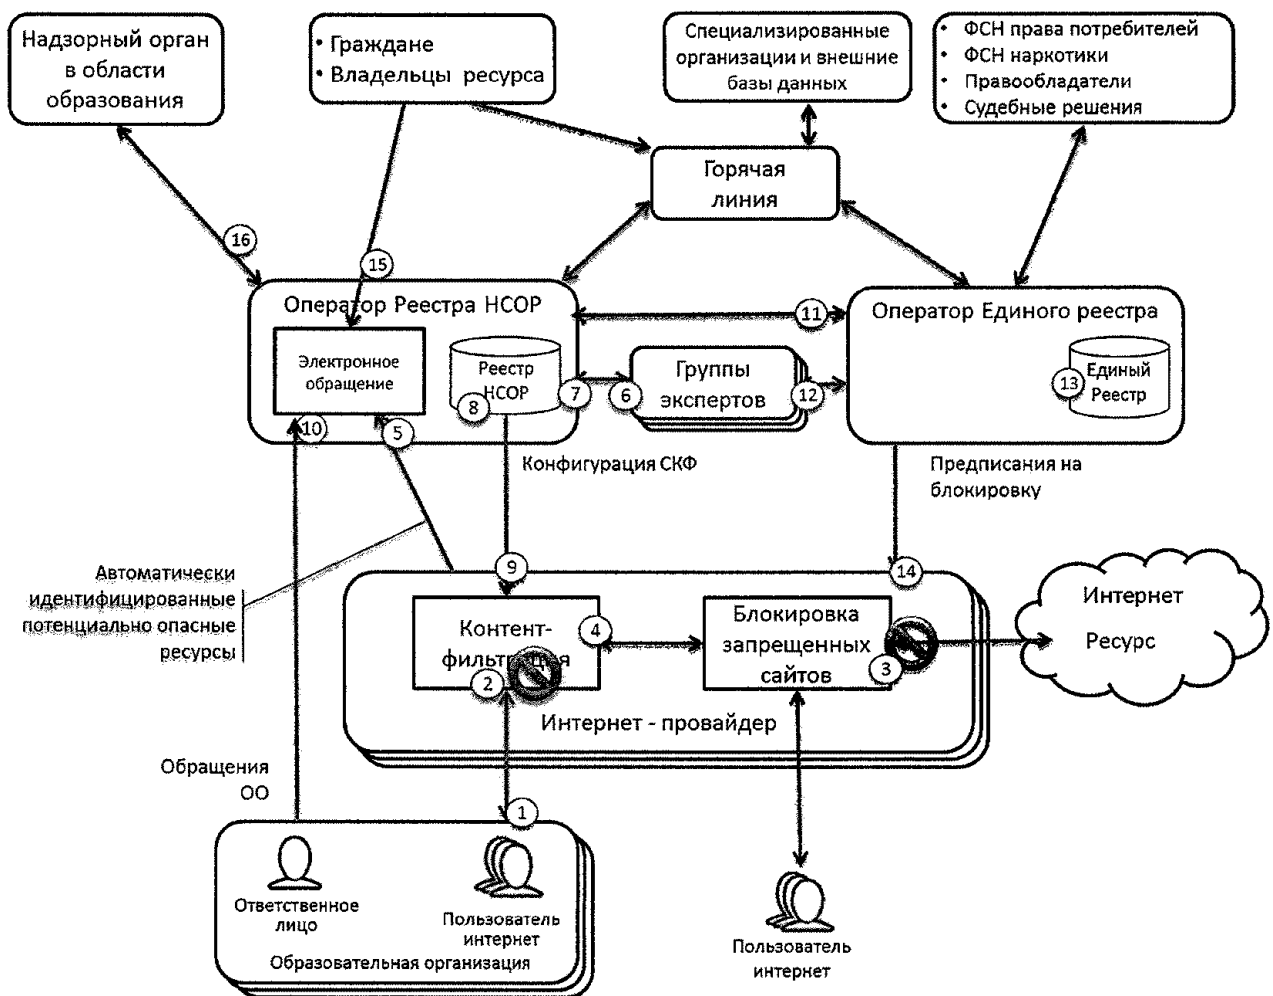 Надзорный орган
в области
образования
• Граждане
• Владельцы ресурса
Специализированные
организации и внешние
базы данных
• ФСН права потребителей
• ФСН наркотики
• Правообладатели
• Судебные решения
Горячая
линия
16
15
Оператор Реестра НСОР
11
Оператор Единого реестра
Электронное
обращение
Реестр
НСОР
8
7
6
Группы
экспертов
12
13
Единый
Реестр
10
5
Конфигурация СКФ
Предписания на
блокировку
Автоматически
идентифицированные
потенциально опасные
ресурсы
9
14
Контент-
фильтрация
4
2
Блокировка
запрещенных
сайтов
3
Интернет
Ресурс
Интернет - провайдер
Обращения
ОО
1
Ответственное
лицо
Пользователь
интернет
Образовательная организация
Пользователь
интернет